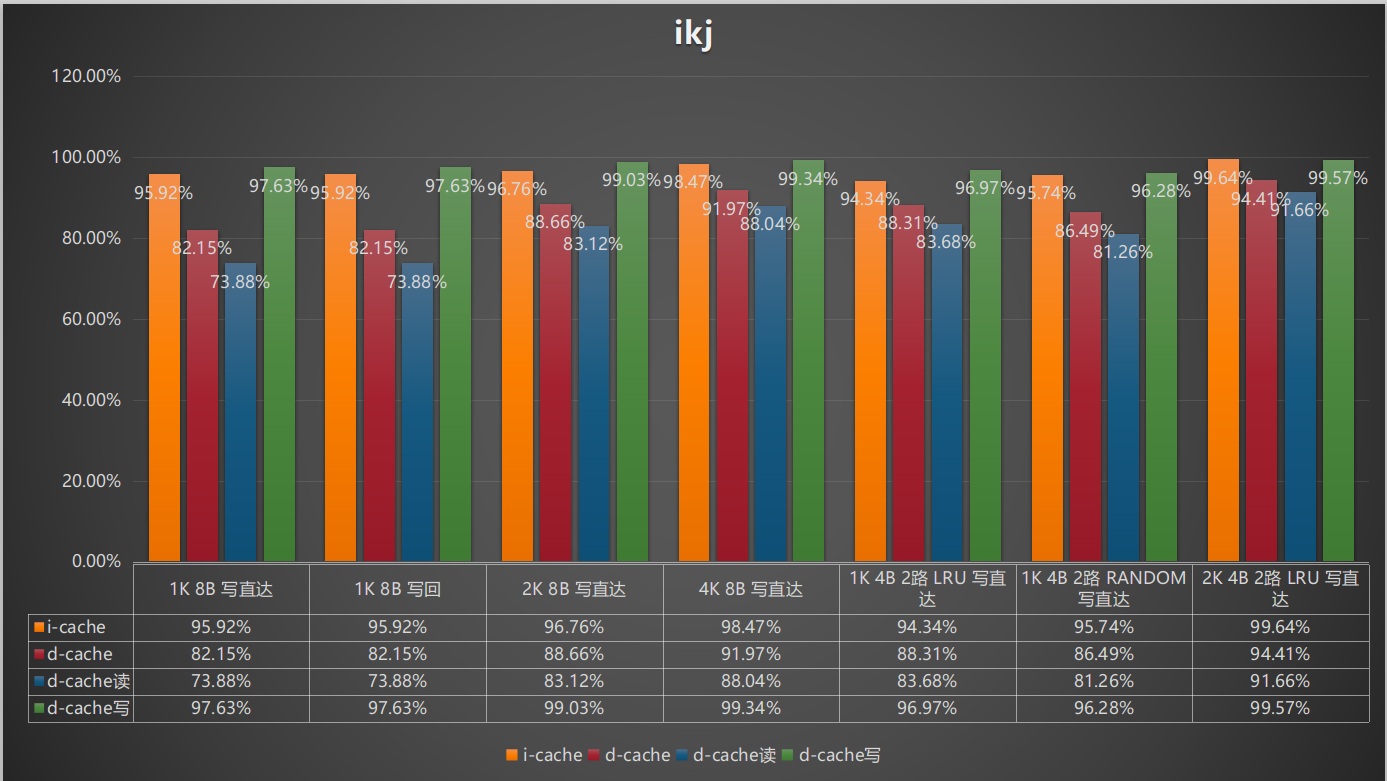 ikj
120.00%
100.00%
80.00%
60.00%
40.00%
20.00%
0.00%
95.92% 82.15% 73.88% 97.63%
95.92% 82.15% 73.88% 97.63%
96.76% 88.66% 83.12% 99.03%
98.47% 91.97% 88.04% 99.34%
94.34% 88.31% 83.68% 96.97%
95.74% 86.49% 81.26% 96.28%
99.64% 94.41% 91.66% 99.57%
1K 8B 写直达
1K 8B 写回
2K 8B 写直达
4K 8B 写直达
1K 4B 2路 LRU 写直
达
1K 4B 2路 RANDOM
写直达
2K 4B 2路 LRU 写直
达
i-cache 95.92% 95.92% 96.76% 98.47% 94.34% 95.74% 99.64%
d-cache 82.15% 82.15% 88.66% 91.97% 88.31% 86.49% 94.41%
d-cache读 73.88% 73.88% 83.12% 88.04% 83.68% 81.26% 91.66%
d-cache写 97.63% 97.63% 99.03% 99.34% 96.97% 96.28% 99.57%
i-cache d-cache d-cache读 d-cache写